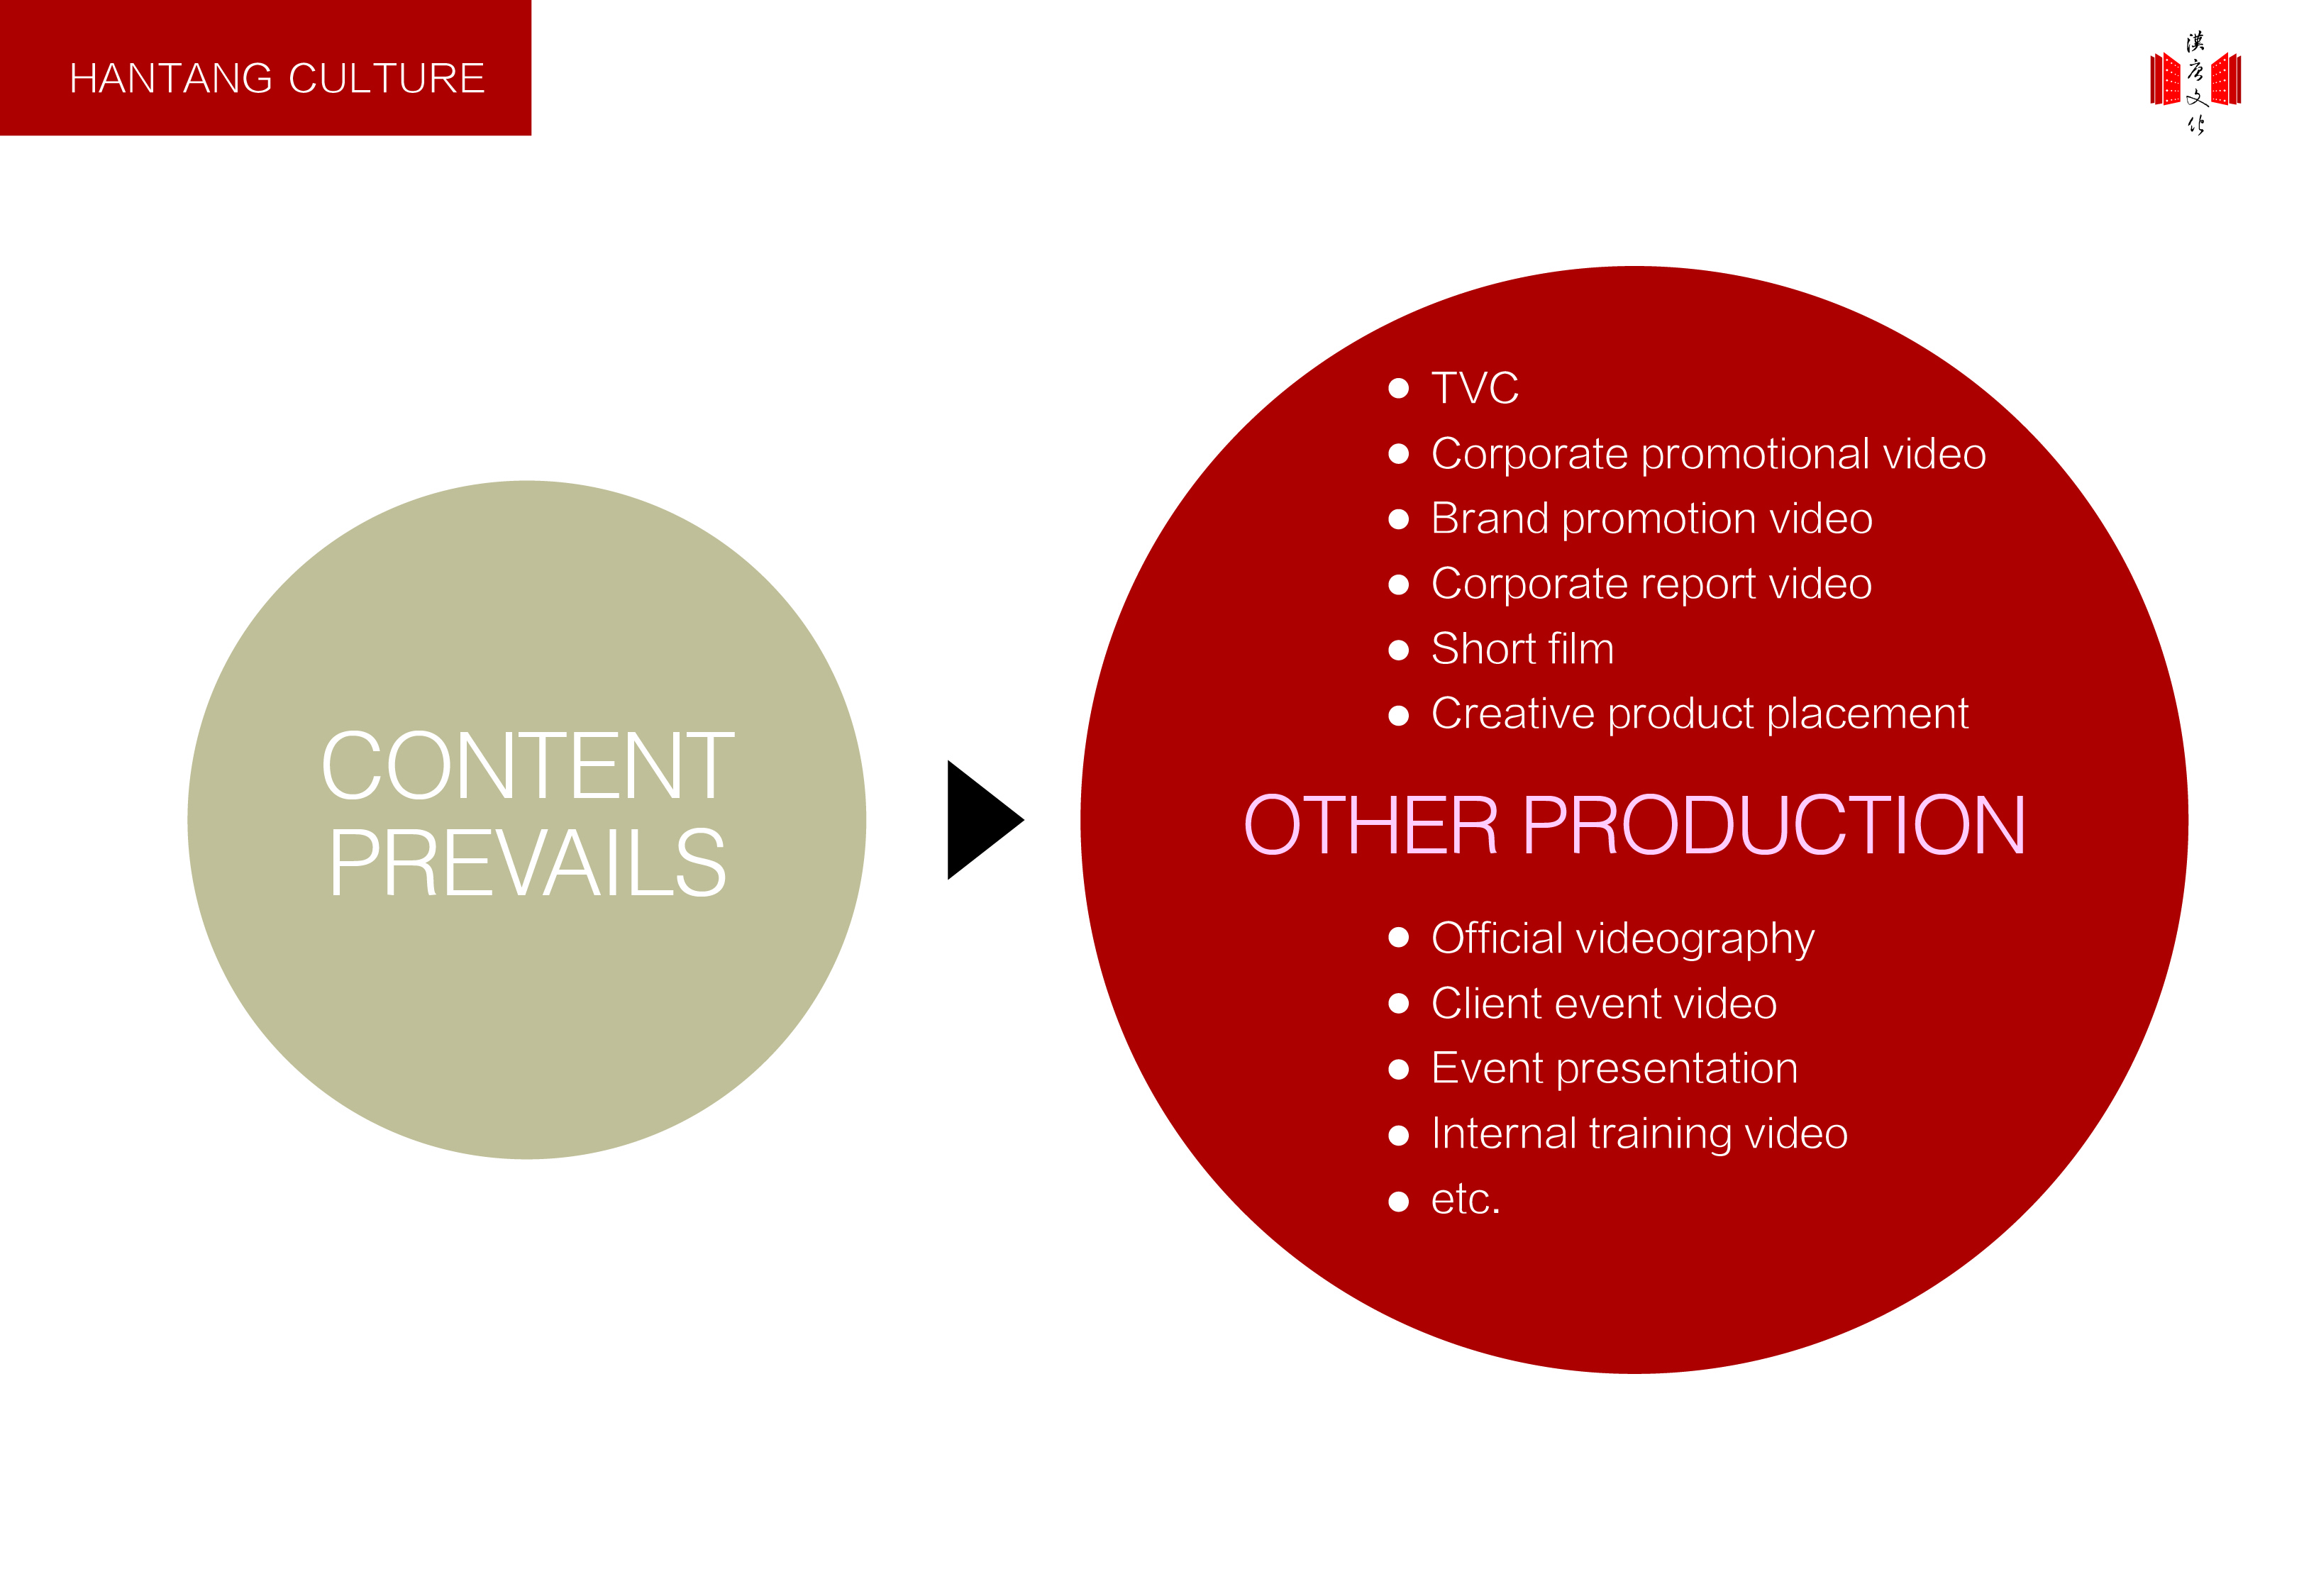 HANTANG CULTURE
漢
唐
文
化
CONTENT
PREVAILS
• TVC
• Corporate promotional video
• Brand promotion video
• Corporate report video
• Short film
• Creative product placement
OTHER PRODUCTION
• Official videography
• Client event video
• Event presentation
• Internal training video
• etc.